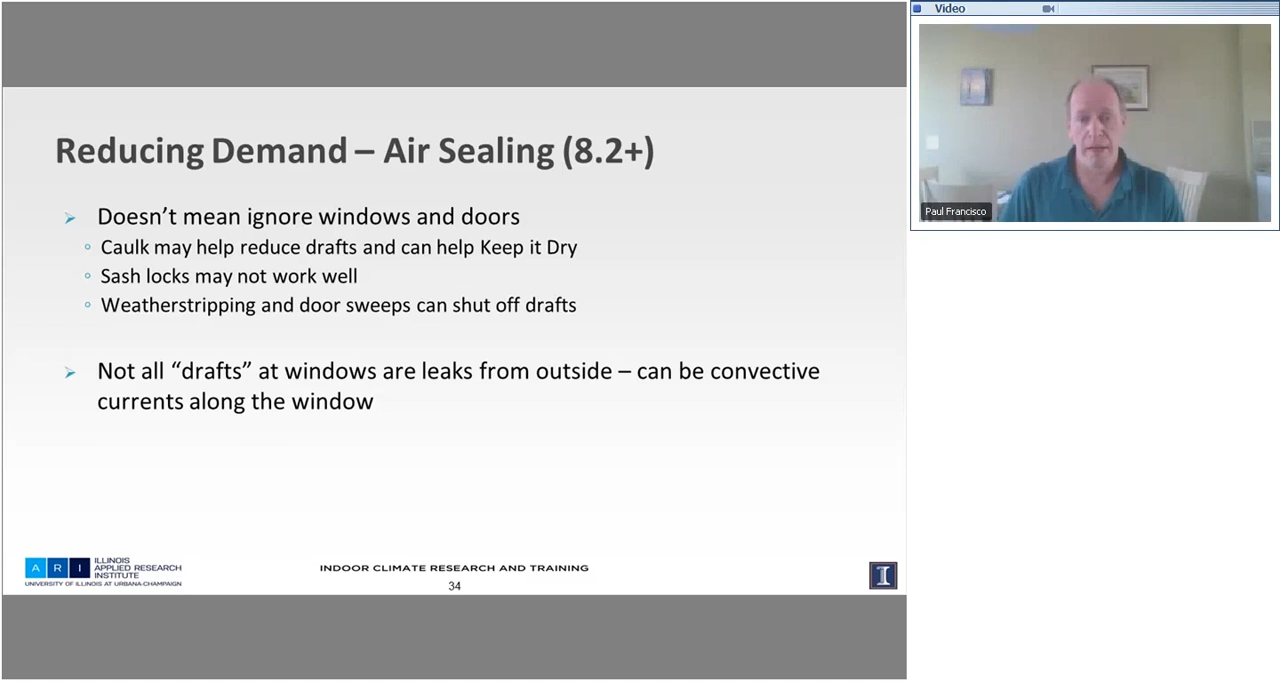 Video
Paul Francisco
Reducing Demand – Air Sealing (8.2+)
Doesn’t mean ignore windows and doors
Caulk may help reduce drafts and can help Keep it Dry
Sash locks may not work well
Weatherstripping and door sweeps can shut off drafts
Not all “drafts” at windows are leaks from outside – can be convective
currents along the window
A R I
ILLINOIS
APPLIED RESEARCH
INSTITUTE
UNIVERSITY OF ILLINOIS AT URBANA-CHAMPAIGN
INDOOR CLIMATE RESEARCH AND TRAINING
34
I